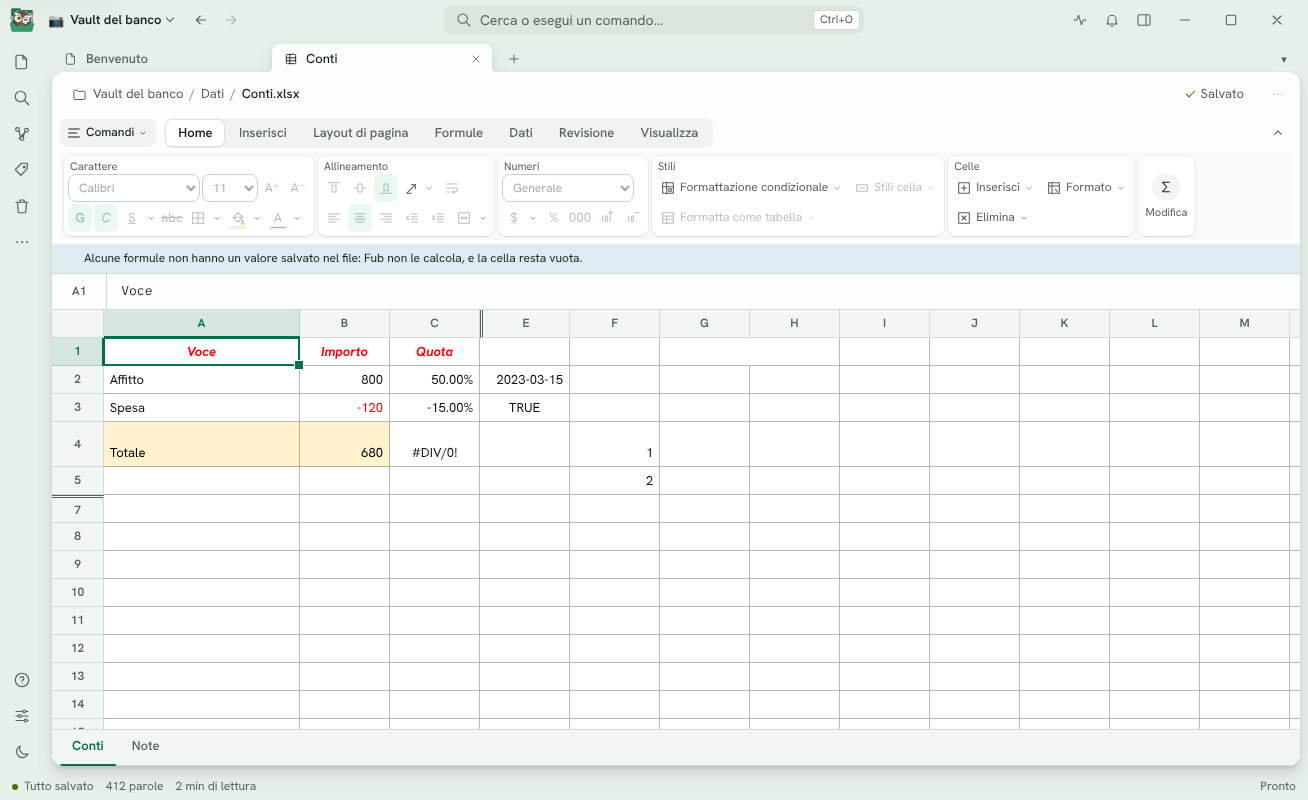 Vault del banco
Cerca o esegui un comando...
Ctrl+O
Benvenuto
Conti
Vault del banco / Dati / Conti.xlsx
Salvato
Comandi
Home
Inserisci
Layout di pagina
Formule
Dati
Revisione
Visualizza
Carattere
Calibri
11
A⁺
A⁻
G
C
S
abc
A
Allineamento
Numeri
Generale
$
%
000
Stili
Formattazione condizionale
Stili cella
Formatta come tabella
Celle
Inserisci
Formato
Elimina
Σ
Modifica
Alcune formule non hanno un valore salvato nel file: Fub non le calcola, e la cella resta vuota.
A1 Voce
A B C E F G H I J K L M
1 Voce Importo Quota
2 Affitto 800 50.00% 2023-03-15
3 Spesa -120 -15.00% TRUE
4 Totale 680 #DIV/0! 1
5 2
7
8
9
10
11
12
13
14
Conti
Note
Tutto salvato
412 parole
2 min di lettura
Pronto